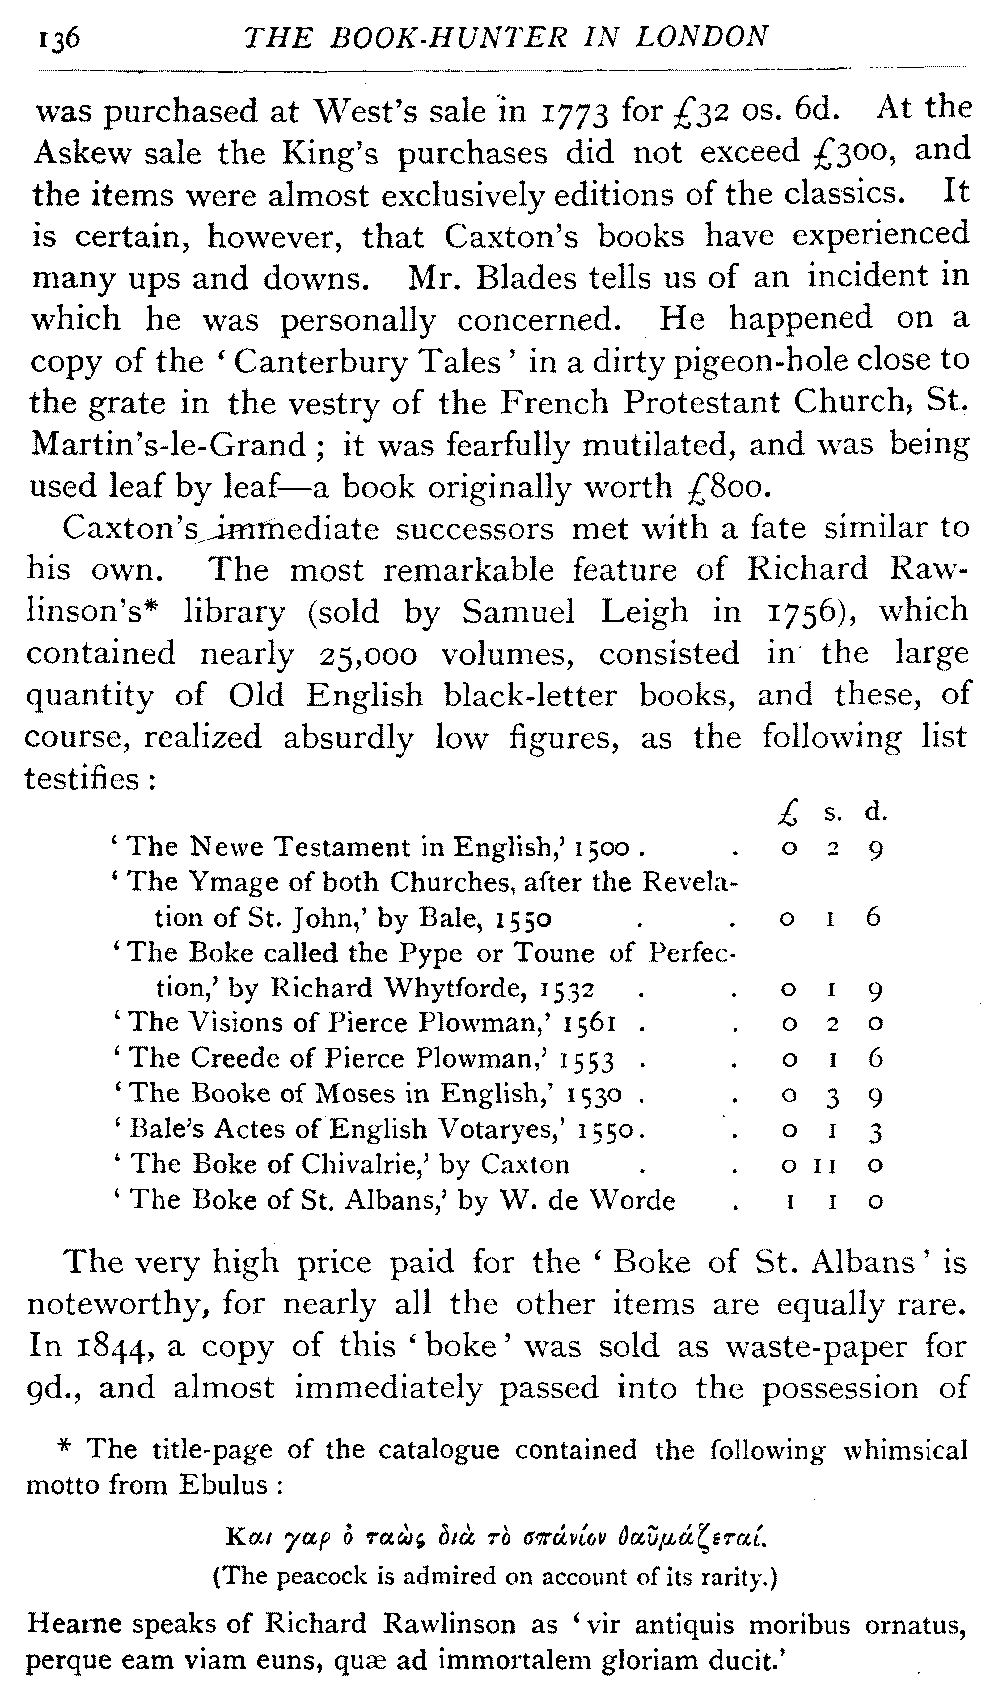 136 THE BOOK-HUNTER IN LONDON
was purchased at West's sale in 1773 for £32 os. 6d. At the
Askew sale the King's purchases did not exceed £300, and
the items were almost exclusively editions of the classics. It
is certain, however, that Caxton's books have experienced
many ups and downs. Mr. Blades tells us of an incident in
which he was personally concerned. He happened on a
copy of the ‘Canterbury Tales’ in a dirty pigeon-hole close to
the grate in the vestry of the French Protestant Church, St.
Martin's-le-Grand; it was fearfully mutilated, and was being
used leaf by leaf—a book originally worth £800.
Caxton's immediate successors met with a fate similar to
his own. The most remarkable feature of Richard Raw-
linson's* library (sold by Samuel Leigh in 1756), which
contained nearly 25,000 volumes, consisted in the large
quantity of Old English black-letter books, and these, of
course, realized absurdly low figures, as the following list
testifies:
£ s. d.
‘The Newe Testament in English,’ 1500 . . 0 2 9
‘The Ymage of both Churches, after the Revela-
tion of St. John,’ by Bale, 1550 . . 0 1 6
‘The Boke called the Pype or Toune of Perfec-
tion,’ by Richard Whytforde, 1532 . . 0 1 9
‘The Visions of Pierce Plowman,’ 1561 . . 0 2 0
‘The Creede of Pierce Plowman,’ 1553 . . 0 1 6
‘The Booke of Moses in English,’ 1530 . . 0 3 9
‘Bale's Actes of English Votaryes,’ 1550 . . 0 1 3
‘The Boke of Chivalrie,’ by Caxton . . 0 11 0
‘The Boke of St. Albans,’ by W. de Worde . 1 1 0
The very high price paid for the ‘Boke of St. Albans’ is
noteworthy, for nearly all the other items are equally rare.
In 1844, a copy of this ‘boke’ was sold as waste-paper for
9d., and almost immediately passed into the possession of
* The title-page of the catalogue contained the following whimsical
motto from Ebulus:
Και γαρ ὁ ταὼς διὰ τὸ σπάνίον θαῦμάζεταί.
(The peacock is admired on account of its rarity.)
Hearne speaks of Richard Rawlinson as ‘vir antiquis moribus ornatus,
perque eam viam euns, quæ ad immortalem gloriam ducit.’